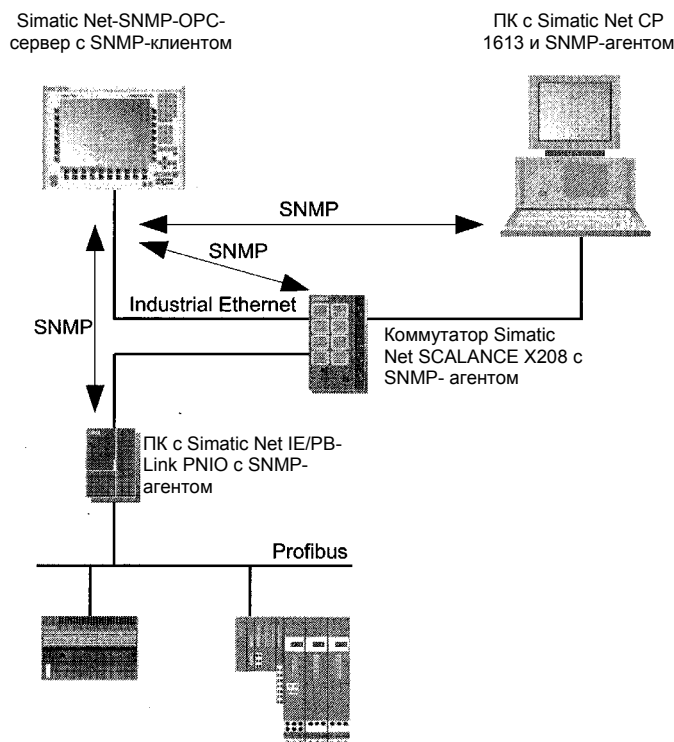 Simatic Net-SNMP-OPC-
сервер с SNMP-клиентом
ПК с Simatic Net CP
1613 и SNMP-агентом
SNMP
SNMP
Industrial Ethernet
SNMP
Коммутатор Simatic
Net SCALANCE X208 с
SNMP- агентом
ПК с Simatic Net IE/PB-
Link PNIO с SNMP-
агентом
Profibus